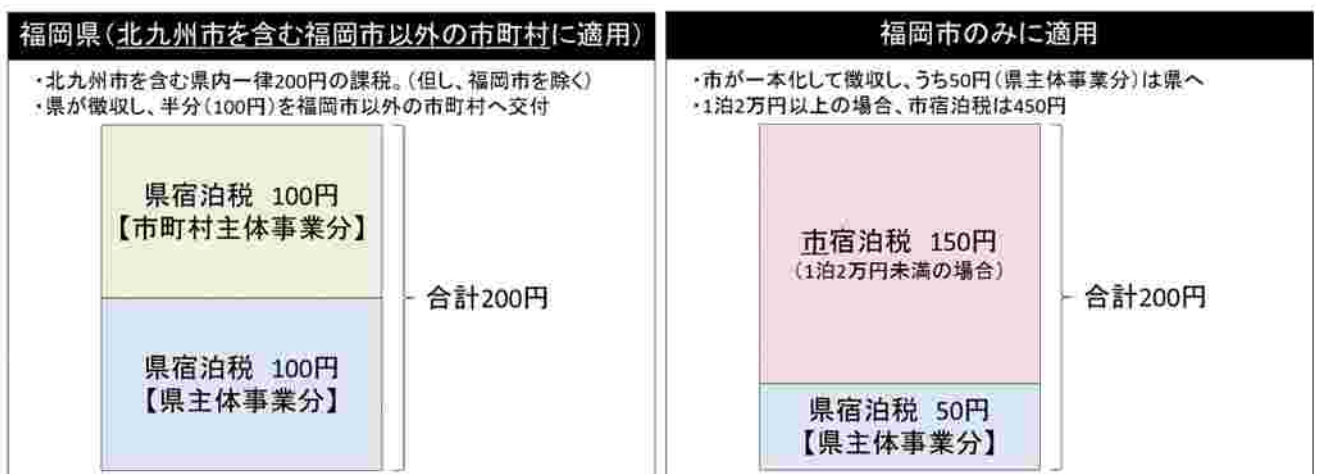 福岡県(北九州市を含む福岡市以外の市町村に適用)
・北九州市を含む県内一律200円の課税。(但し、福岡市を除く)
・県が徴収し、半分(100円)を福岡市以外の市町村へ交付
県宿泊税 100円
【市町村主体事業分】
合計200円
県宿泊税 100円
【県主体事業分】
福岡市のみに適用
・市が一本化して徴収し、うち50円(県主体事業分)は県へ
・1泊2万円以上の場合、市宿泊税は450円
市宿泊税 150円
(1泊2万円未満の場合)
合計200円
県宿泊税 50円
【県主体事業分】